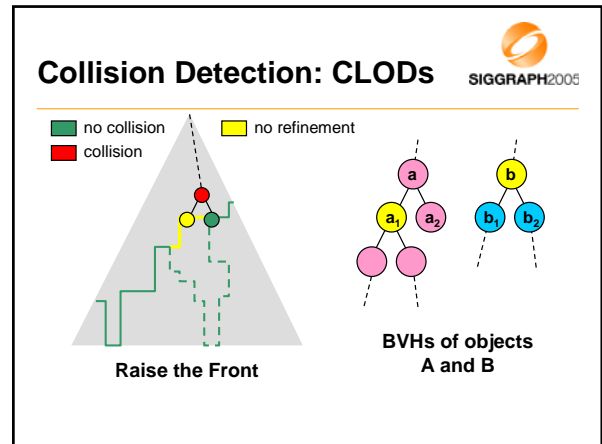 Collision Detection: CLODs
SIGGRAPH2005
no collision
no refinement
collision
a
b
a1
a2
b1
b2
Raise the Front
BVHs of objects
A and B